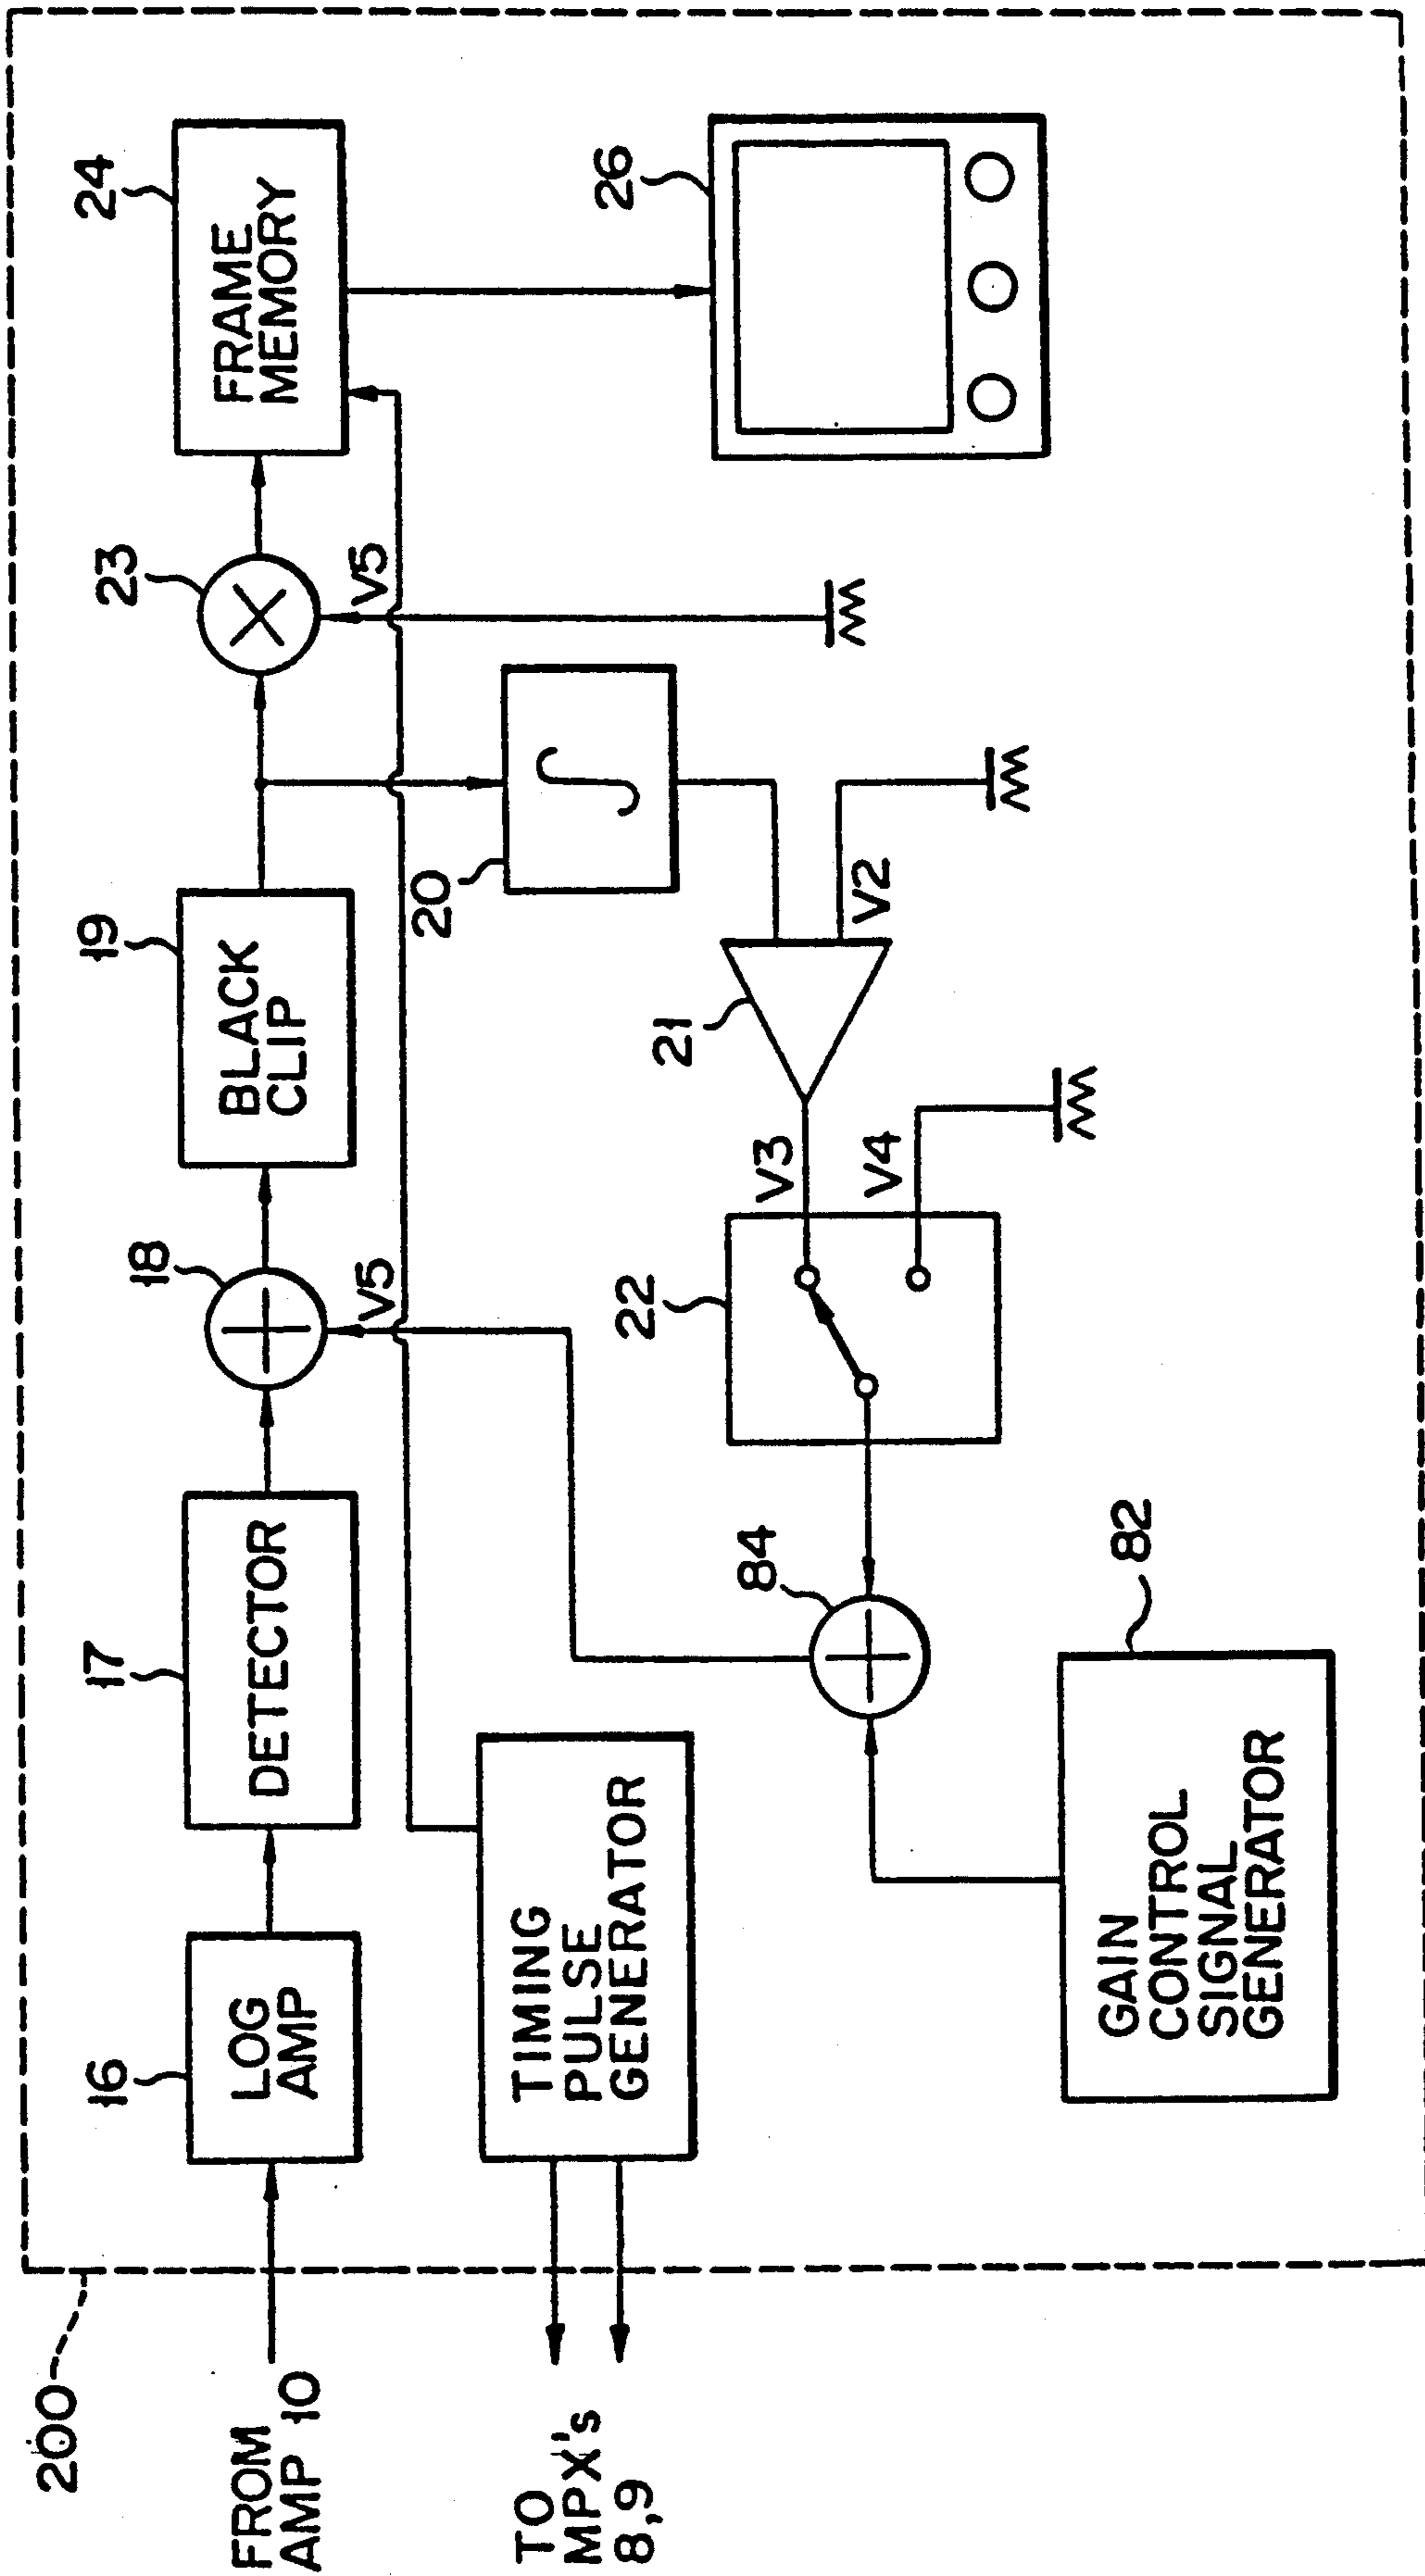 200
FROM
AMP 10
16
LOG
AMP
17
DETECTOR
18
V5
19
BLACK
CLIP
23
V5
24
FRAME
MEMORY
TO
MPX's
8,9
TIMING
PULSE
GENERATOR
20
∫
26
84
22
V3
V4
21
V2
82
GAIN
CONTROL
SIGNAL
GENERATOR